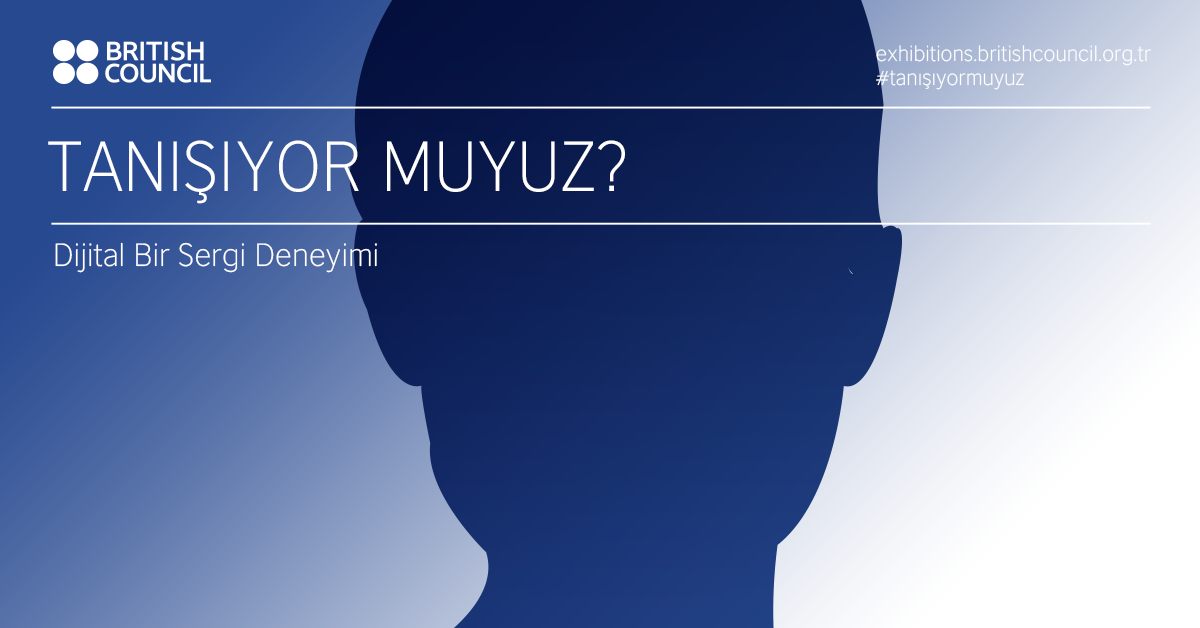 BRITISH
COUNCIL
exhibitions.britishcouncil.org.tr
#tanışıyormuyuz
TANIŞIYOR MUYUZ?
Dijital Bir Sergi Deneyimi